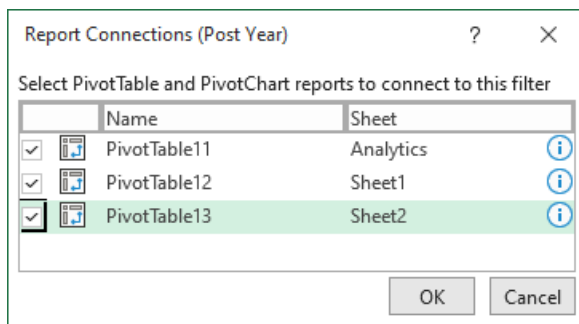 Report Connections (Post Year) ?
Select PivotTable and PivotChart reports to connect to this filter
Name Sheet
PivotTable11 Analytics
PivotTable12 Sheet1
PivotTable13 Sheet2
OK Cancel